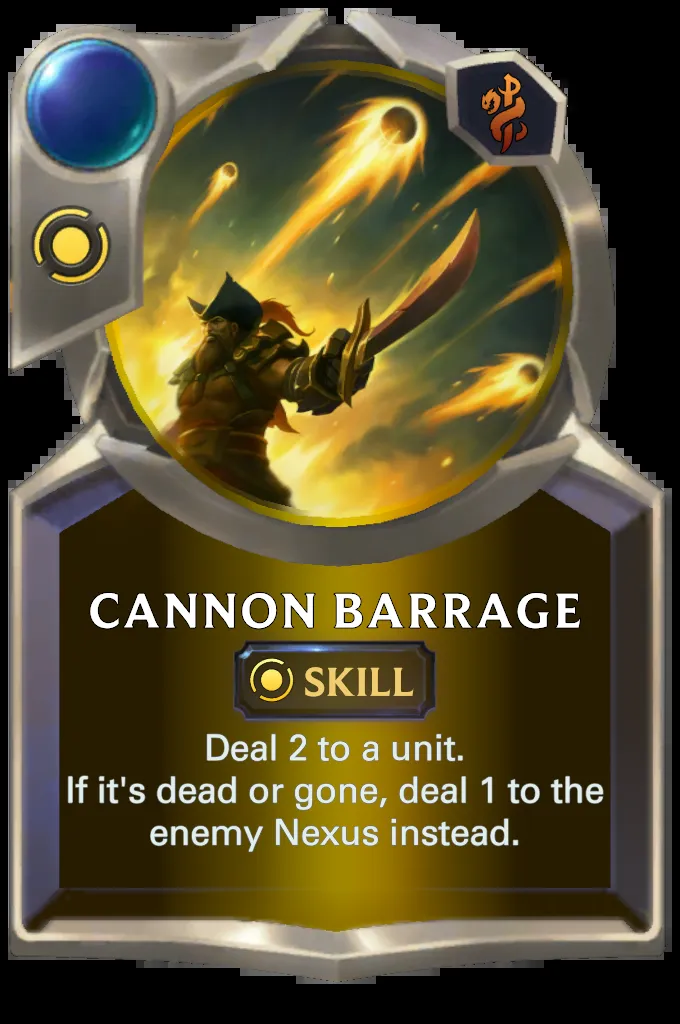 CANNON BARRAGE
SKILL
Deal 2 to a unit.
If it's dead or gone, deal 1 to the
enemy Nexus instead.